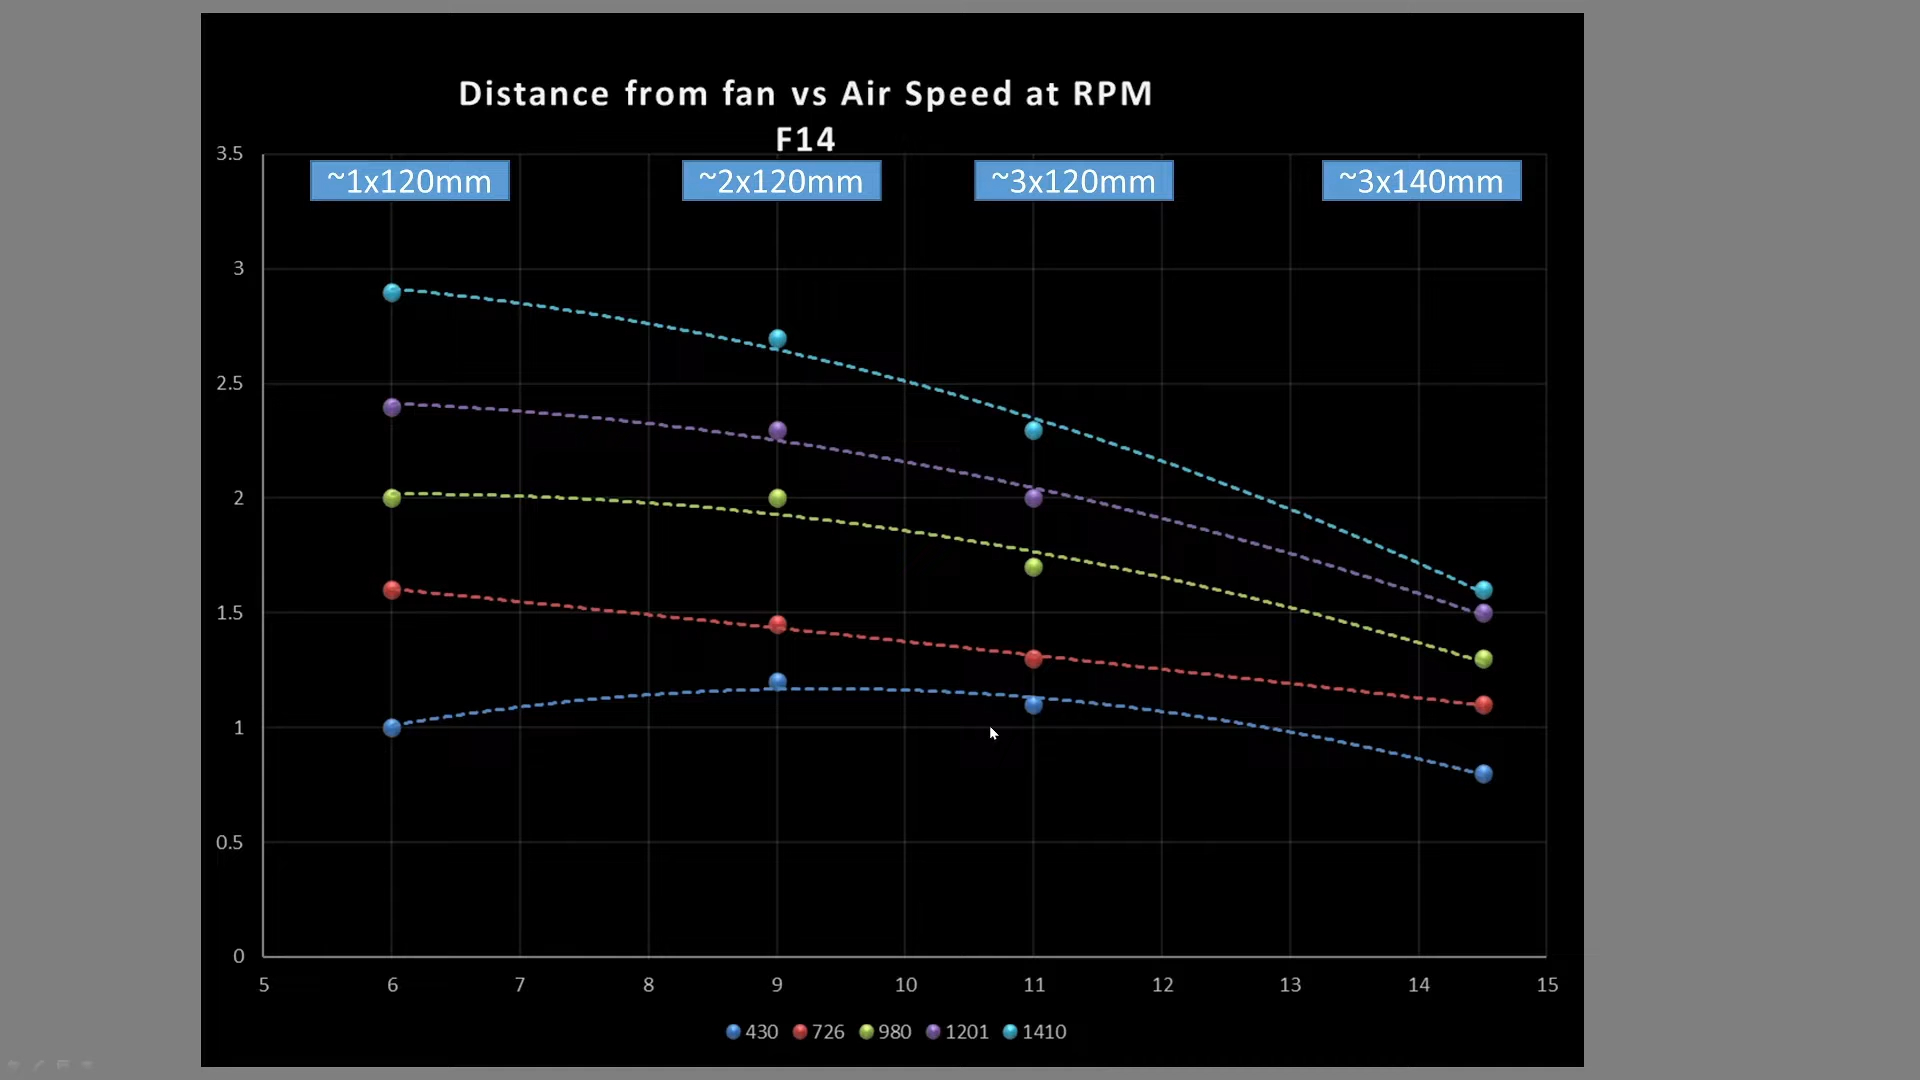 Distance from fan vs Air Speed at RPM
F14
~1x120mm ~2x120mm ~3x120mm ~3x140mm
3.5
3
2.5
2
1.5
1
0.5
0
5 6 7 8 9 10 11 12 13 14 15
430 726 980 1201 1410